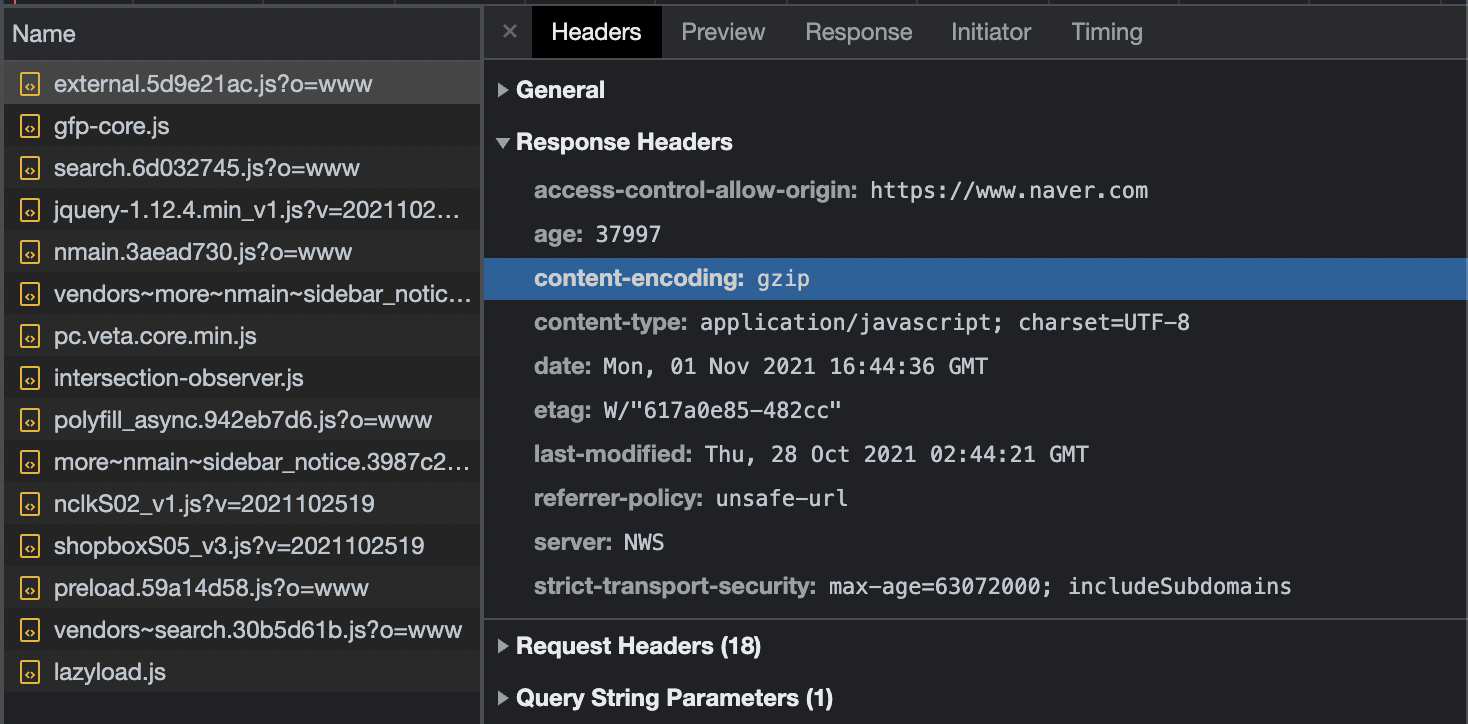 Name
external.5d9e21ac.js?o=www
gfp-core.js
search.6d032745.js?o=www
jquery-1.12.4.min_v1.js?v=2021102…
nmain.3aead730.js?o=www
vendors~more~nmain~sidebar_notic…
pc.veta.core.min.js
intersection-observer.js
polyfill_async.942eb7d6.js?o=www
more~nmain~sidebar_notice.3987c2…
nclkS02_v1.js?v=2021102519
shopboxS05_v3.js?v=2021102519
preload.59a14d58.js?o=www
vendors~search.30b5d61b.js?o=www
lazyload.js
Headers Preview Response Initiator Timing
General
Response Headers
access-control-allow-origin: https://www.naver.com
age: 37997
content-encoding: gzip
content-type: application/javascript; charset=UTF-8
date: Mon, 01 Nov 2021 16:44:36 GMT
etag: W/"617a0e85-482cc"
last-modified: Thu, 28 Oct 2021 02:44:21 GMT
referrer-policy: unsafe-url
server: NWS
strict-transport-security: max-age=63072000; includeSubdomains
Request Headers (18)
Query String Parameters (1)